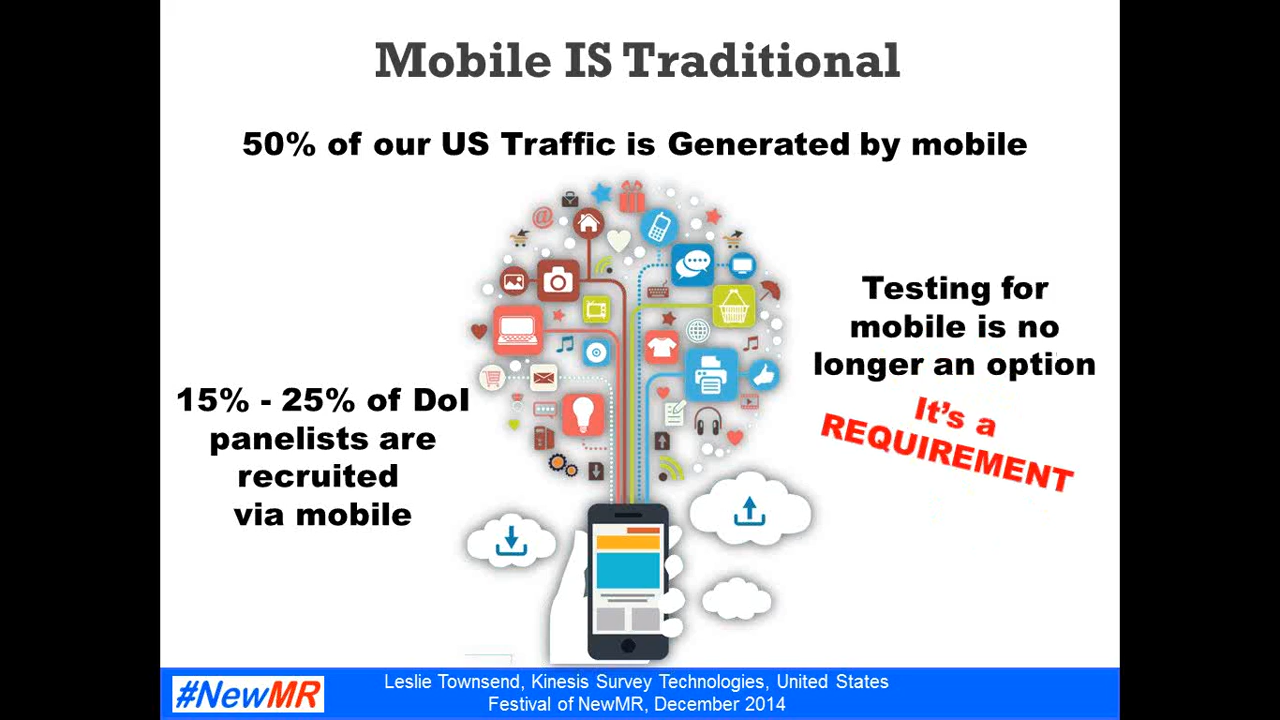 Mobile IS Traditional
50% of our US Traffic is Generated by mobile
Testing for
mobile is no
longer an option
It's a
REQUIREMENT
15% - 25% of DoI
panelists are
recruited
via mobile
@
#NewMR
Leslie Townsend, Kinesis Survey Technologies, United States
Festival of NewMR, December 2014